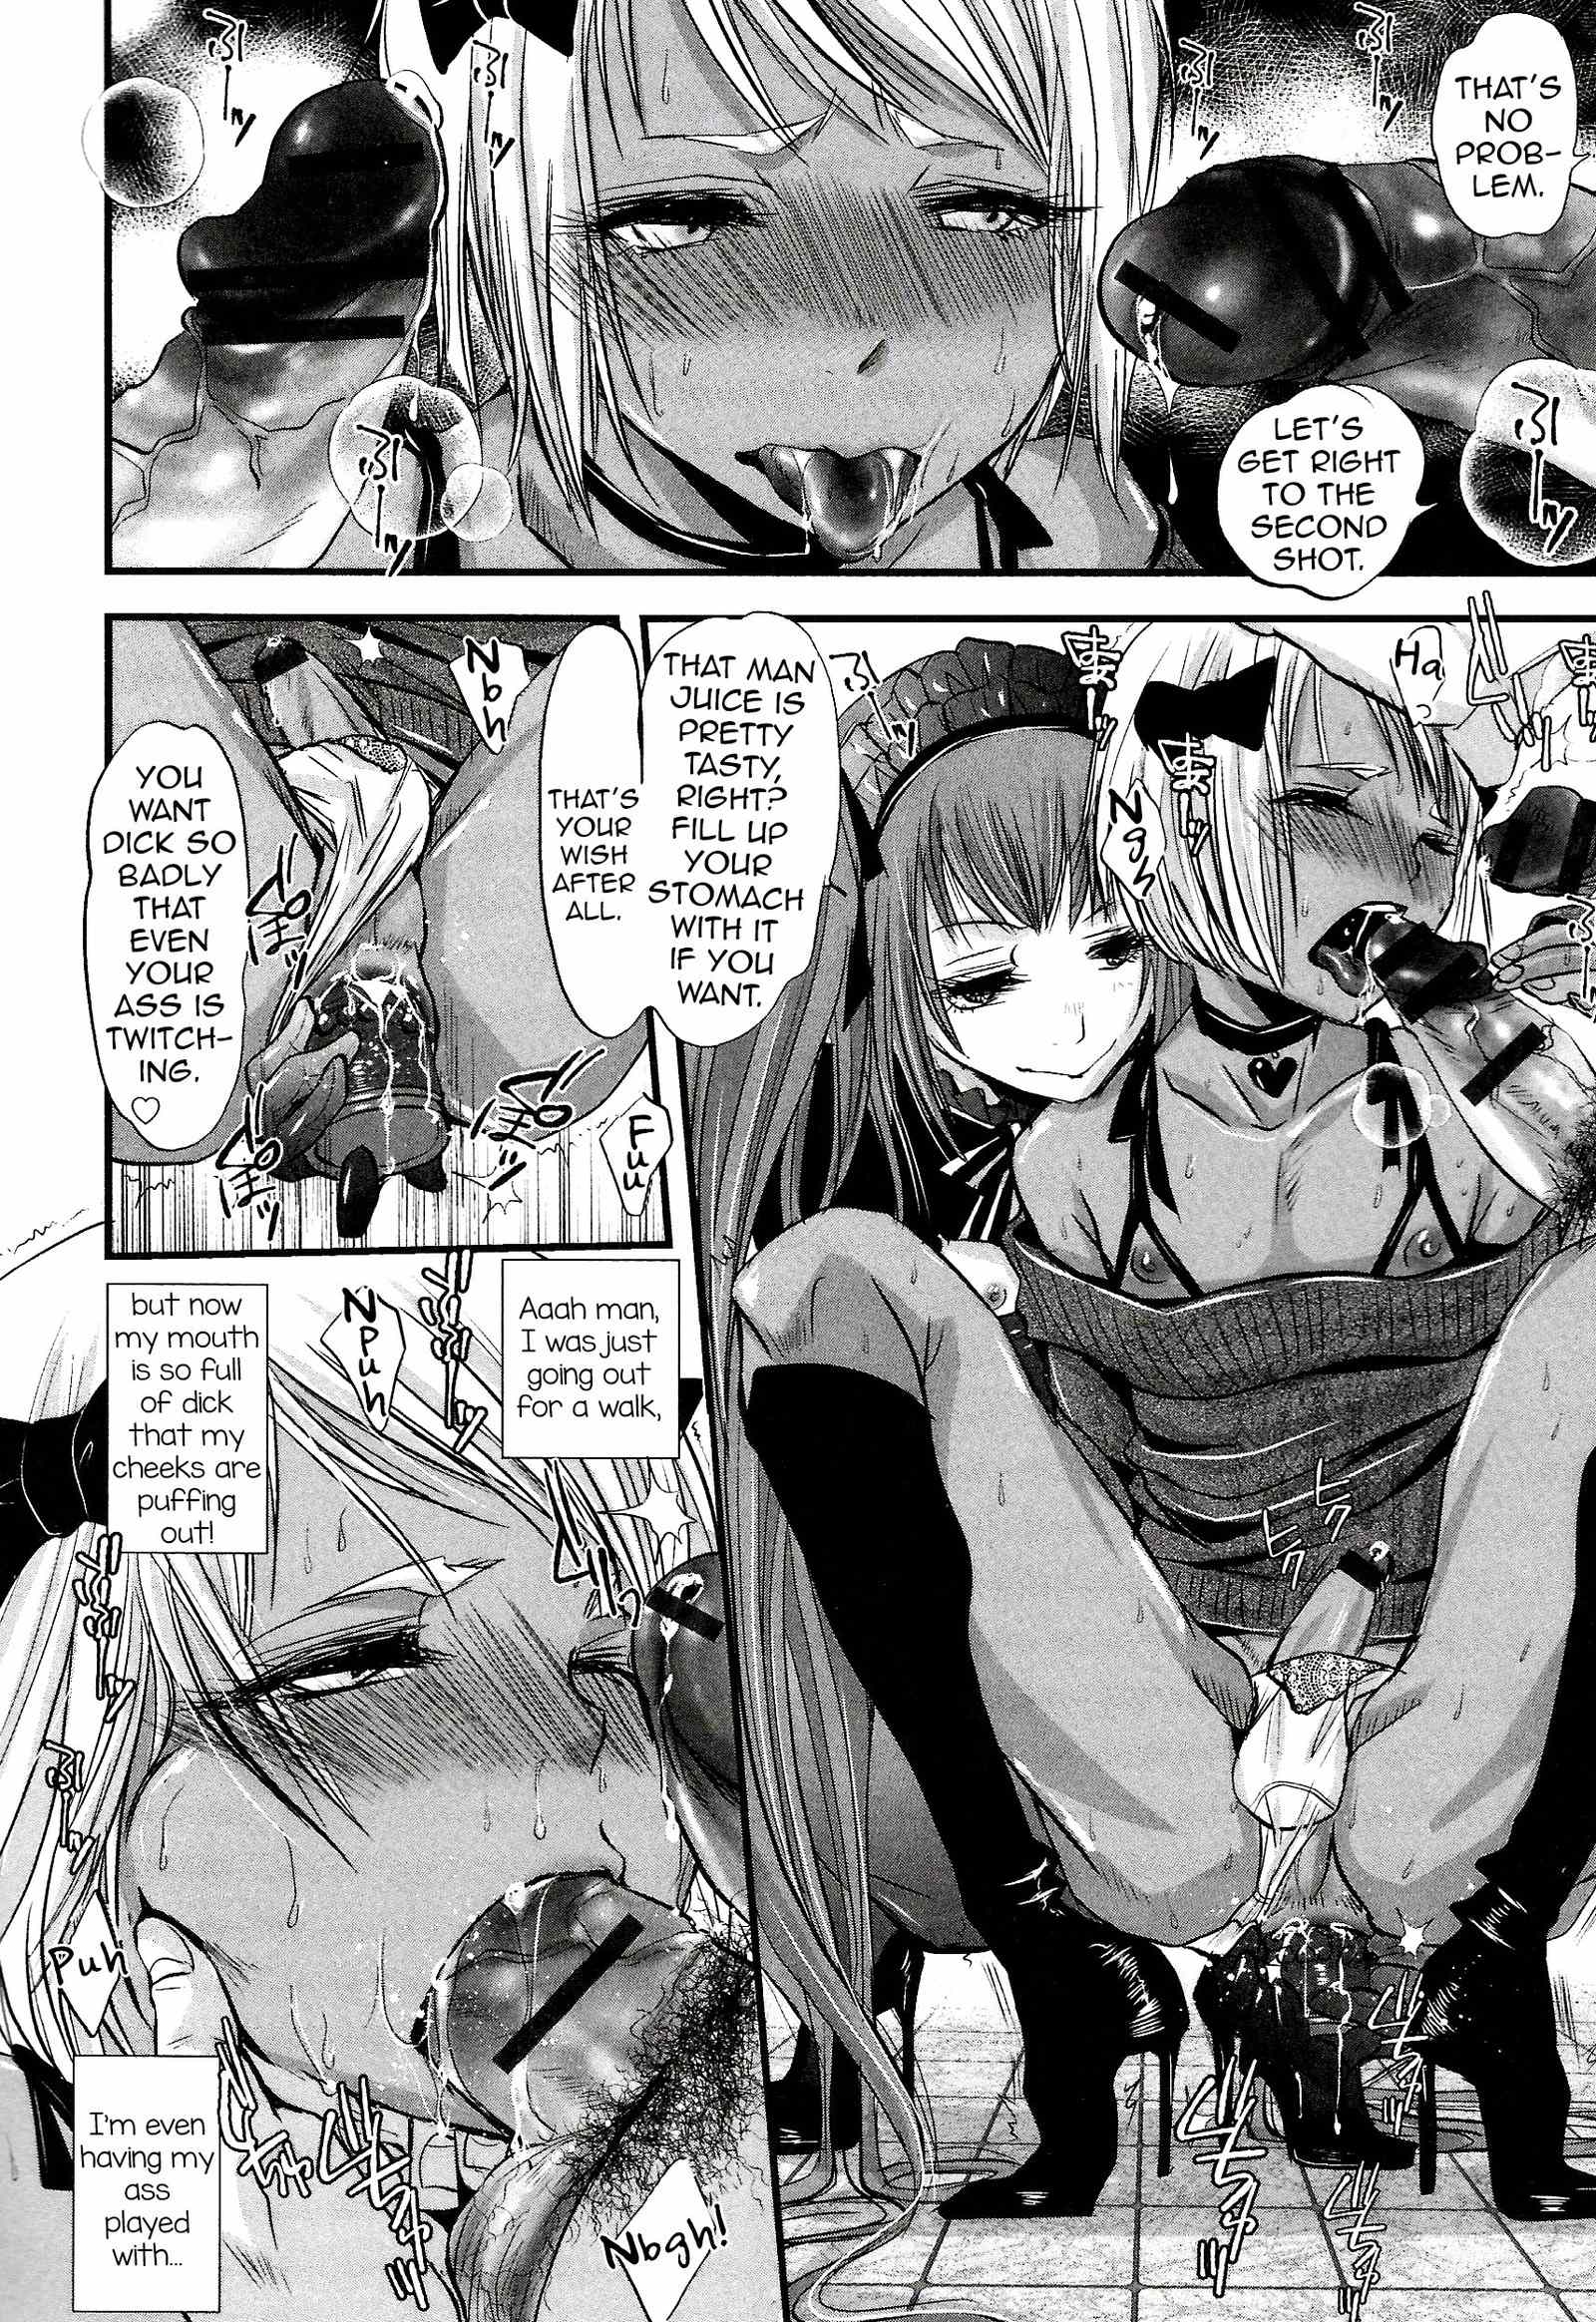 THAT'S
NO
PROB-
LEM.
LET'S
GET RIGHT
TO THE
SECOND
SHOT.
Ha
?
Ngh
THAT MAN
JUICE IS
PRETTY
TASTY,
RIGHT?
FILL UP
YOUR
STOMACH
WITH IT
IF YOU
WANT.
THAT'S
YOUR
WISH
AFTER
ALL.
Nbh
YOU
WANT
DICK SO
BADLY
THAT
EVEN
YOUR
ASS IS
TWITCH-
ING.
♡
Fuu
Aaah man,
I was just
going out
for a walk,
Npuh
but now
my mouth
is so full
of dick
that my
cheeks are
puffing
out!
Puh
I'm even
having my
ass
played
with...
Nbgh!